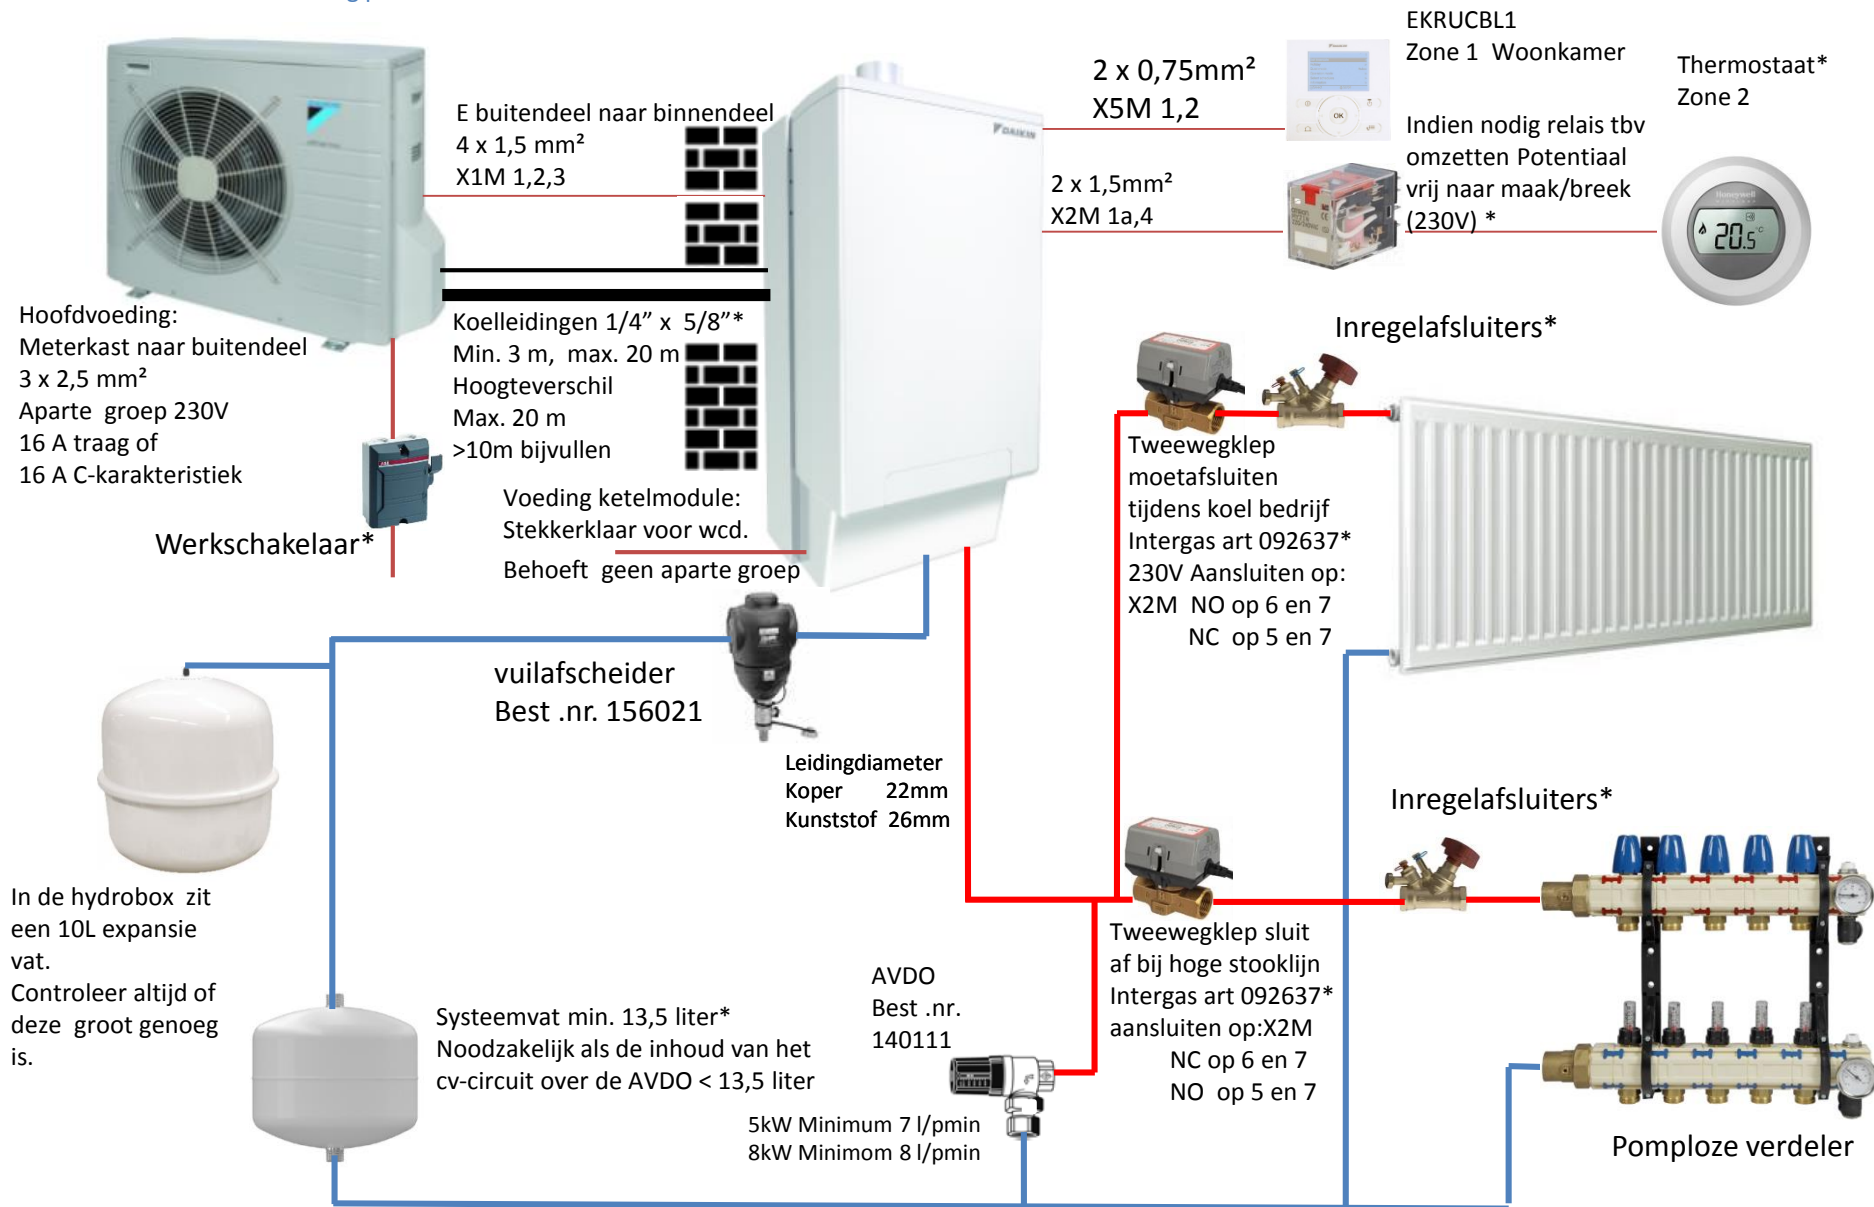 EKRUCBL1
Zone 1 Woonkamer
Thermostaat*
Zone 2
2 x 0,75mm²
X5M 1,2
E buitendeel naar binnendeel
4 x 1,5 mm²
X1M 1,2,3
DAIKIN
OK
Indien nodig relais tbv
omzetten Potentiaal
vrij naar maak/breek
(230V) *
2 x 1,5mm²
X2M 1a,4
Honeywell
20.5°C
Hoofdvoeding:
Meterkast naar buitendeel
3 x 2,5 mm²
Aparte groep 230V
16 A traag of
16 A C-karakteristiek
Koelleidingen 1/4” x 5/8”*
Min. 3 m, max. 20 m
Hoogteverschil
Max. 20 m
>10m bijvullen
Inregelafsluiters*
Werkschakelaar*
Voeding ketelmodule:
Stekkerklaar voor wcd.
Behoeft geen aparte groep
Tweewegklep
moetafsluiten
tijdens koel bedrijf
Intergas art 092637*
230V Aansluiten op:
X2M NO op 6 en 7
NC op 5 en 7
vuilafscheider
Best .nr. 156021
Leidingdiameter
Koper 22mm
Kunststof 26mm
Inregelafsluiters*
In de hydrobox zit
een 10L expansie
vat.
Controleer altijd of
deze groot genoeg
is.
Systeemvat min. 13,5 liter*
Noodzakelijk als de inhoud van het
cv-circuit over de AVDO < 13,5 liter
AVDO
Best .nr.
140111
5kW Minimum 7 l/pmin
8kW Minimom 8 l/pmin
Tweewegklep sluit
af bij hoge stooklijn
Intergas art 092637*
aansluiten op:X2M
NC op 6 en 7
NO op 5 en 7
Pomploze verdeler